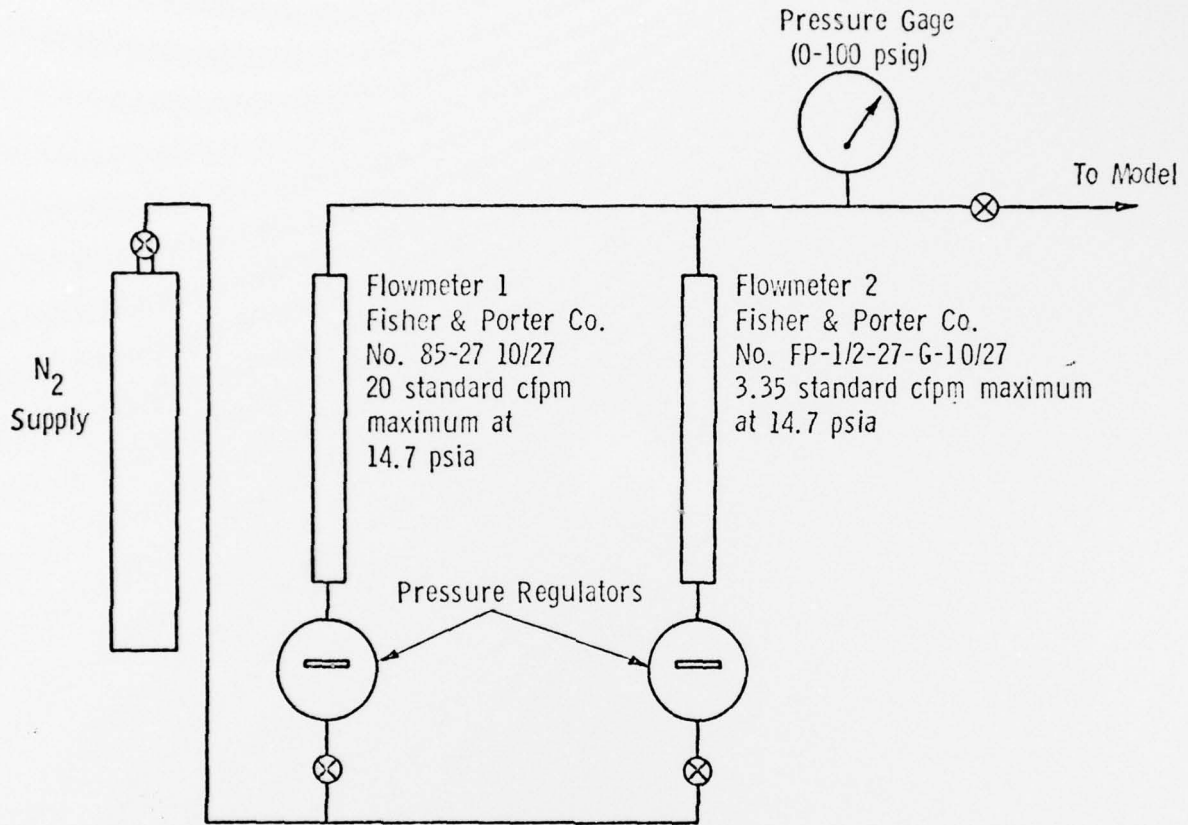 Pressure Gage
(0-100 psig)
To Model
Flowmeter 1
Fisher & Porter Co.
No. 85-27 10/27
20 standard cfpm
maximum at
14.7 psia
Flowmeter 2
Fisher & Porter Co.
No. FP-1/2-27-G-10/27
3.35 standard cfpm maximum
at 14.7 psia
N2
Supply
Pressure Regulators